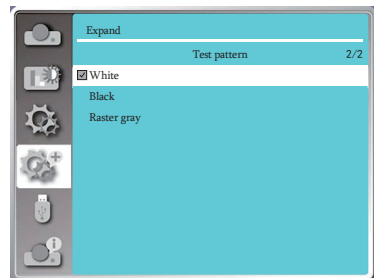 Expand
Test pattern 2/2
White
Black
Raster gray